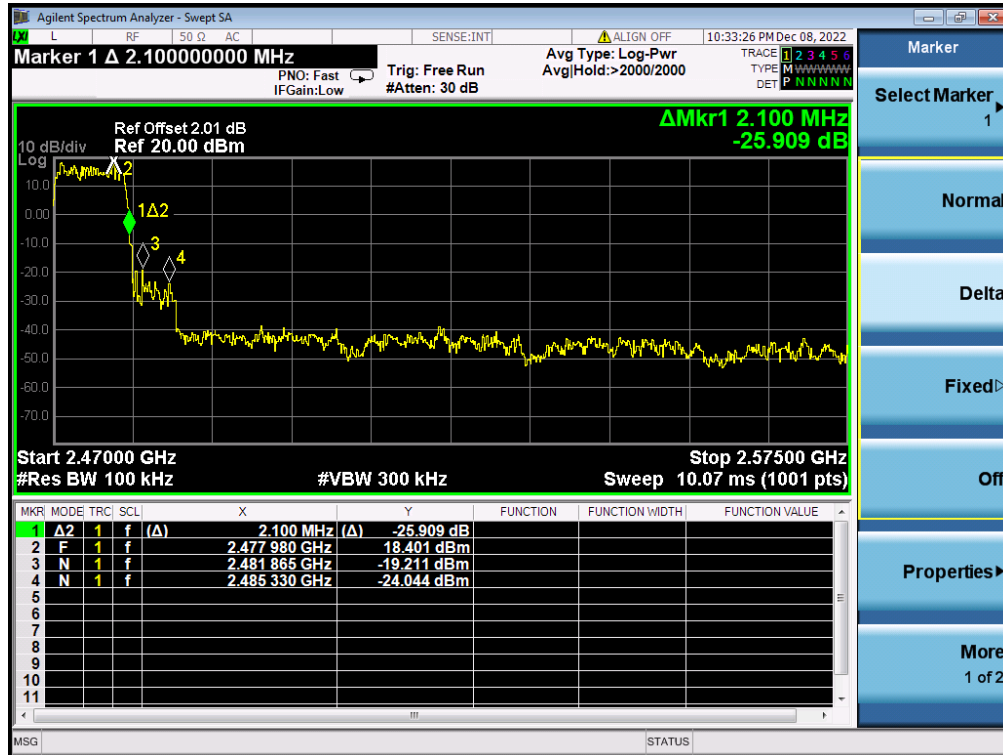 Agilent Spectrum Analyzer - Swept SA
LXI L RF 50 Ω AC SENSE:INT ALIGN OFF 10:33:26 PM Dec 08, 2022
Marker 1 Δ 2.100000000 MHz
PNO: Fast
IFGain:Low
Trig: Free Run
#Atten: 30 dB
Avg Type: Log-Pwr
Avg|Hold:>2000/2000
TRACE 1 2 3 4 5 6
TYPE M WWWWW
DET P N N N N N
ΔMkr1 2.100 MHz
-25.909 dB
Ref Offset 2.01 dB
10 dB/div Ref 20.00 dBm
Log
10.0
0.00
-10.0
-20.0
-30.0
-40.0
-50.0
-60.0
-70.0
2
1Δ2
3
4
Start 2.47000 GHz Stop 2.57500 GHz
#Res BW 100 kHz #VBW 300 kHz Sweep 10.07 ms (1001 pts)
MKR MODE TRC SCL X Y FUNCTION FUNCTION WIDTH FUNCTION VALUE
1 Δ2 1 f (Δ) 2.100 MHz (Δ) -25.909 dB
2 F 1 f 2.477 980 GHz 18.401 dBm
3 N 1 f 2.481 865 GHz -19.211 dBm
4 N 1 f 2.485 330 GHz -24.044 dBm
5
6
7
8
9
10
11
MSG STATUS
Marker
Select Marker
1
Normal
Delta
Fixed
Off
Properties
More
1 of 2